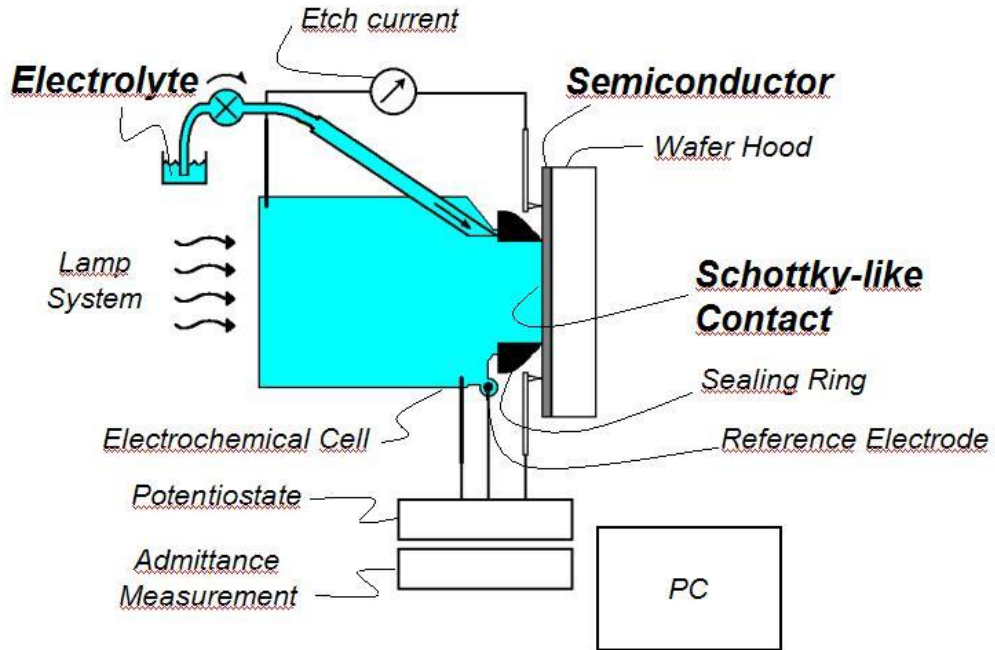 Etch current
Electrolyte
Semiconductor
Wafer Hood
Lamp
System
Schottky-like
Contact
Sealing Ring
Electrochemical Cell
Reference Electrode
Potentiostate
Admittance
Measurement
PC